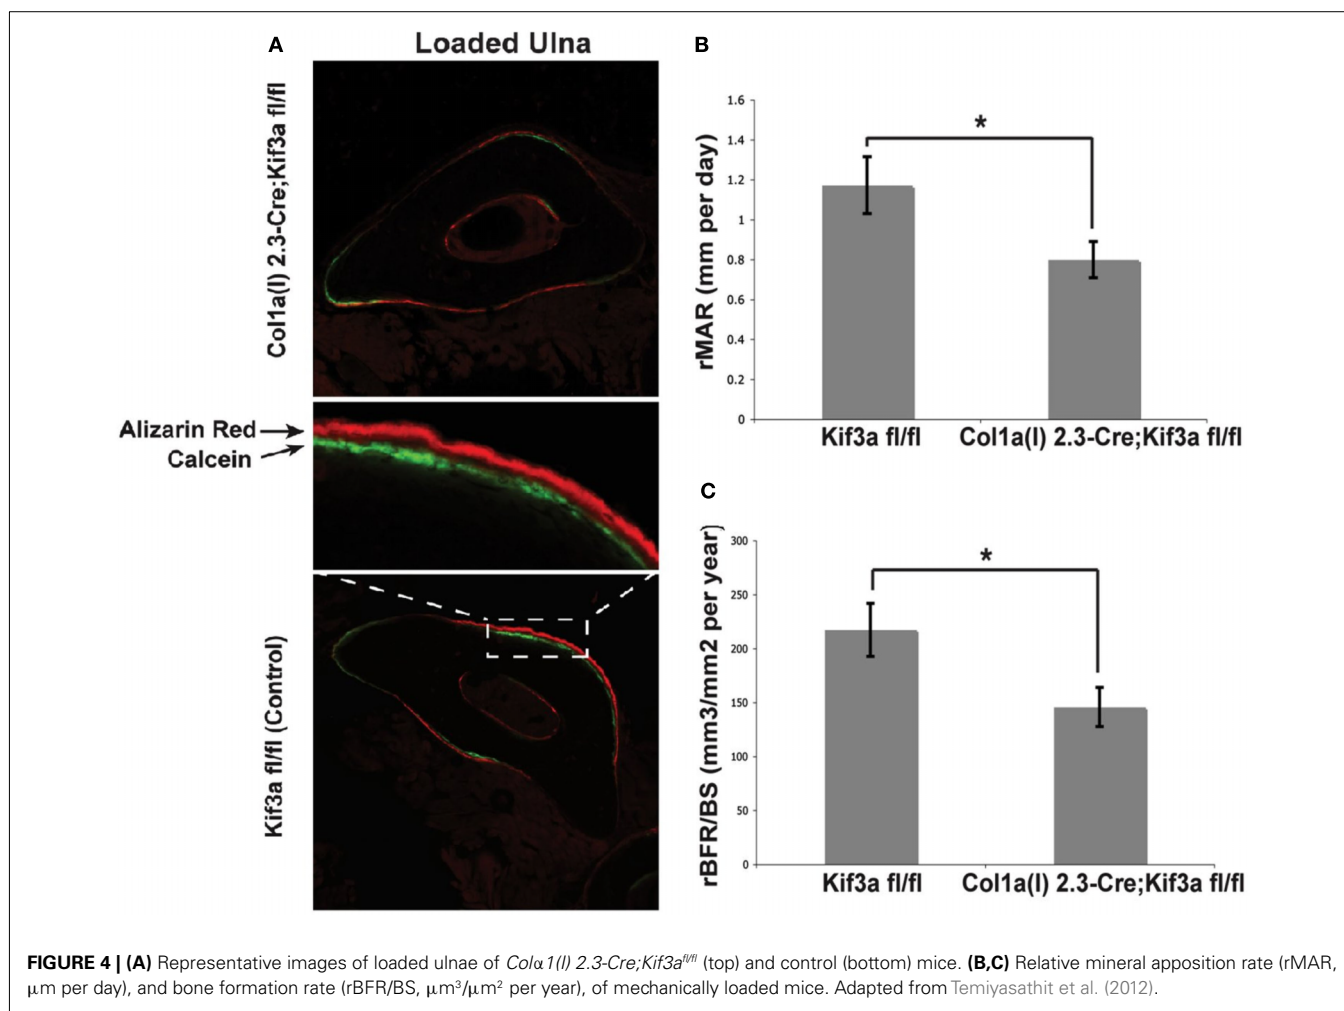 A
Loaded Ulna
Col1a(I) 2.3-Cre;Kif3a fl/fl
Alizarin Red
Calcein
Kif3a fl/fl (Control)
B
rMAR (mm per day)
1.6
1.4
1.2
1
0.8
0.6
0.4
0.2
0
*
Kif3a fl/fl
Col1a(I) 2.3-Cre;Kif3a fl/fl
C
rBFR/BS (mm3/mm2 per year)
300
250
200
150
100
50
0
*
Kif3a fl/fl
Col1a(I) 2.3-Cre;Kif3a fl/fl
FIGURE 4 | (A) Representative images of loaded ulnae of Colα1(I) 2.3-Cre;Kif3a^fl/fl (top) and control (bottom) mice. (B,C) Relative mineral apposition rate (rMAR,
μm per day), and bone formation rate (rBFR/BS, μm³/μm² per year), of mechanically loaded mice. Adapted from Temiyasathit et al. (2012).